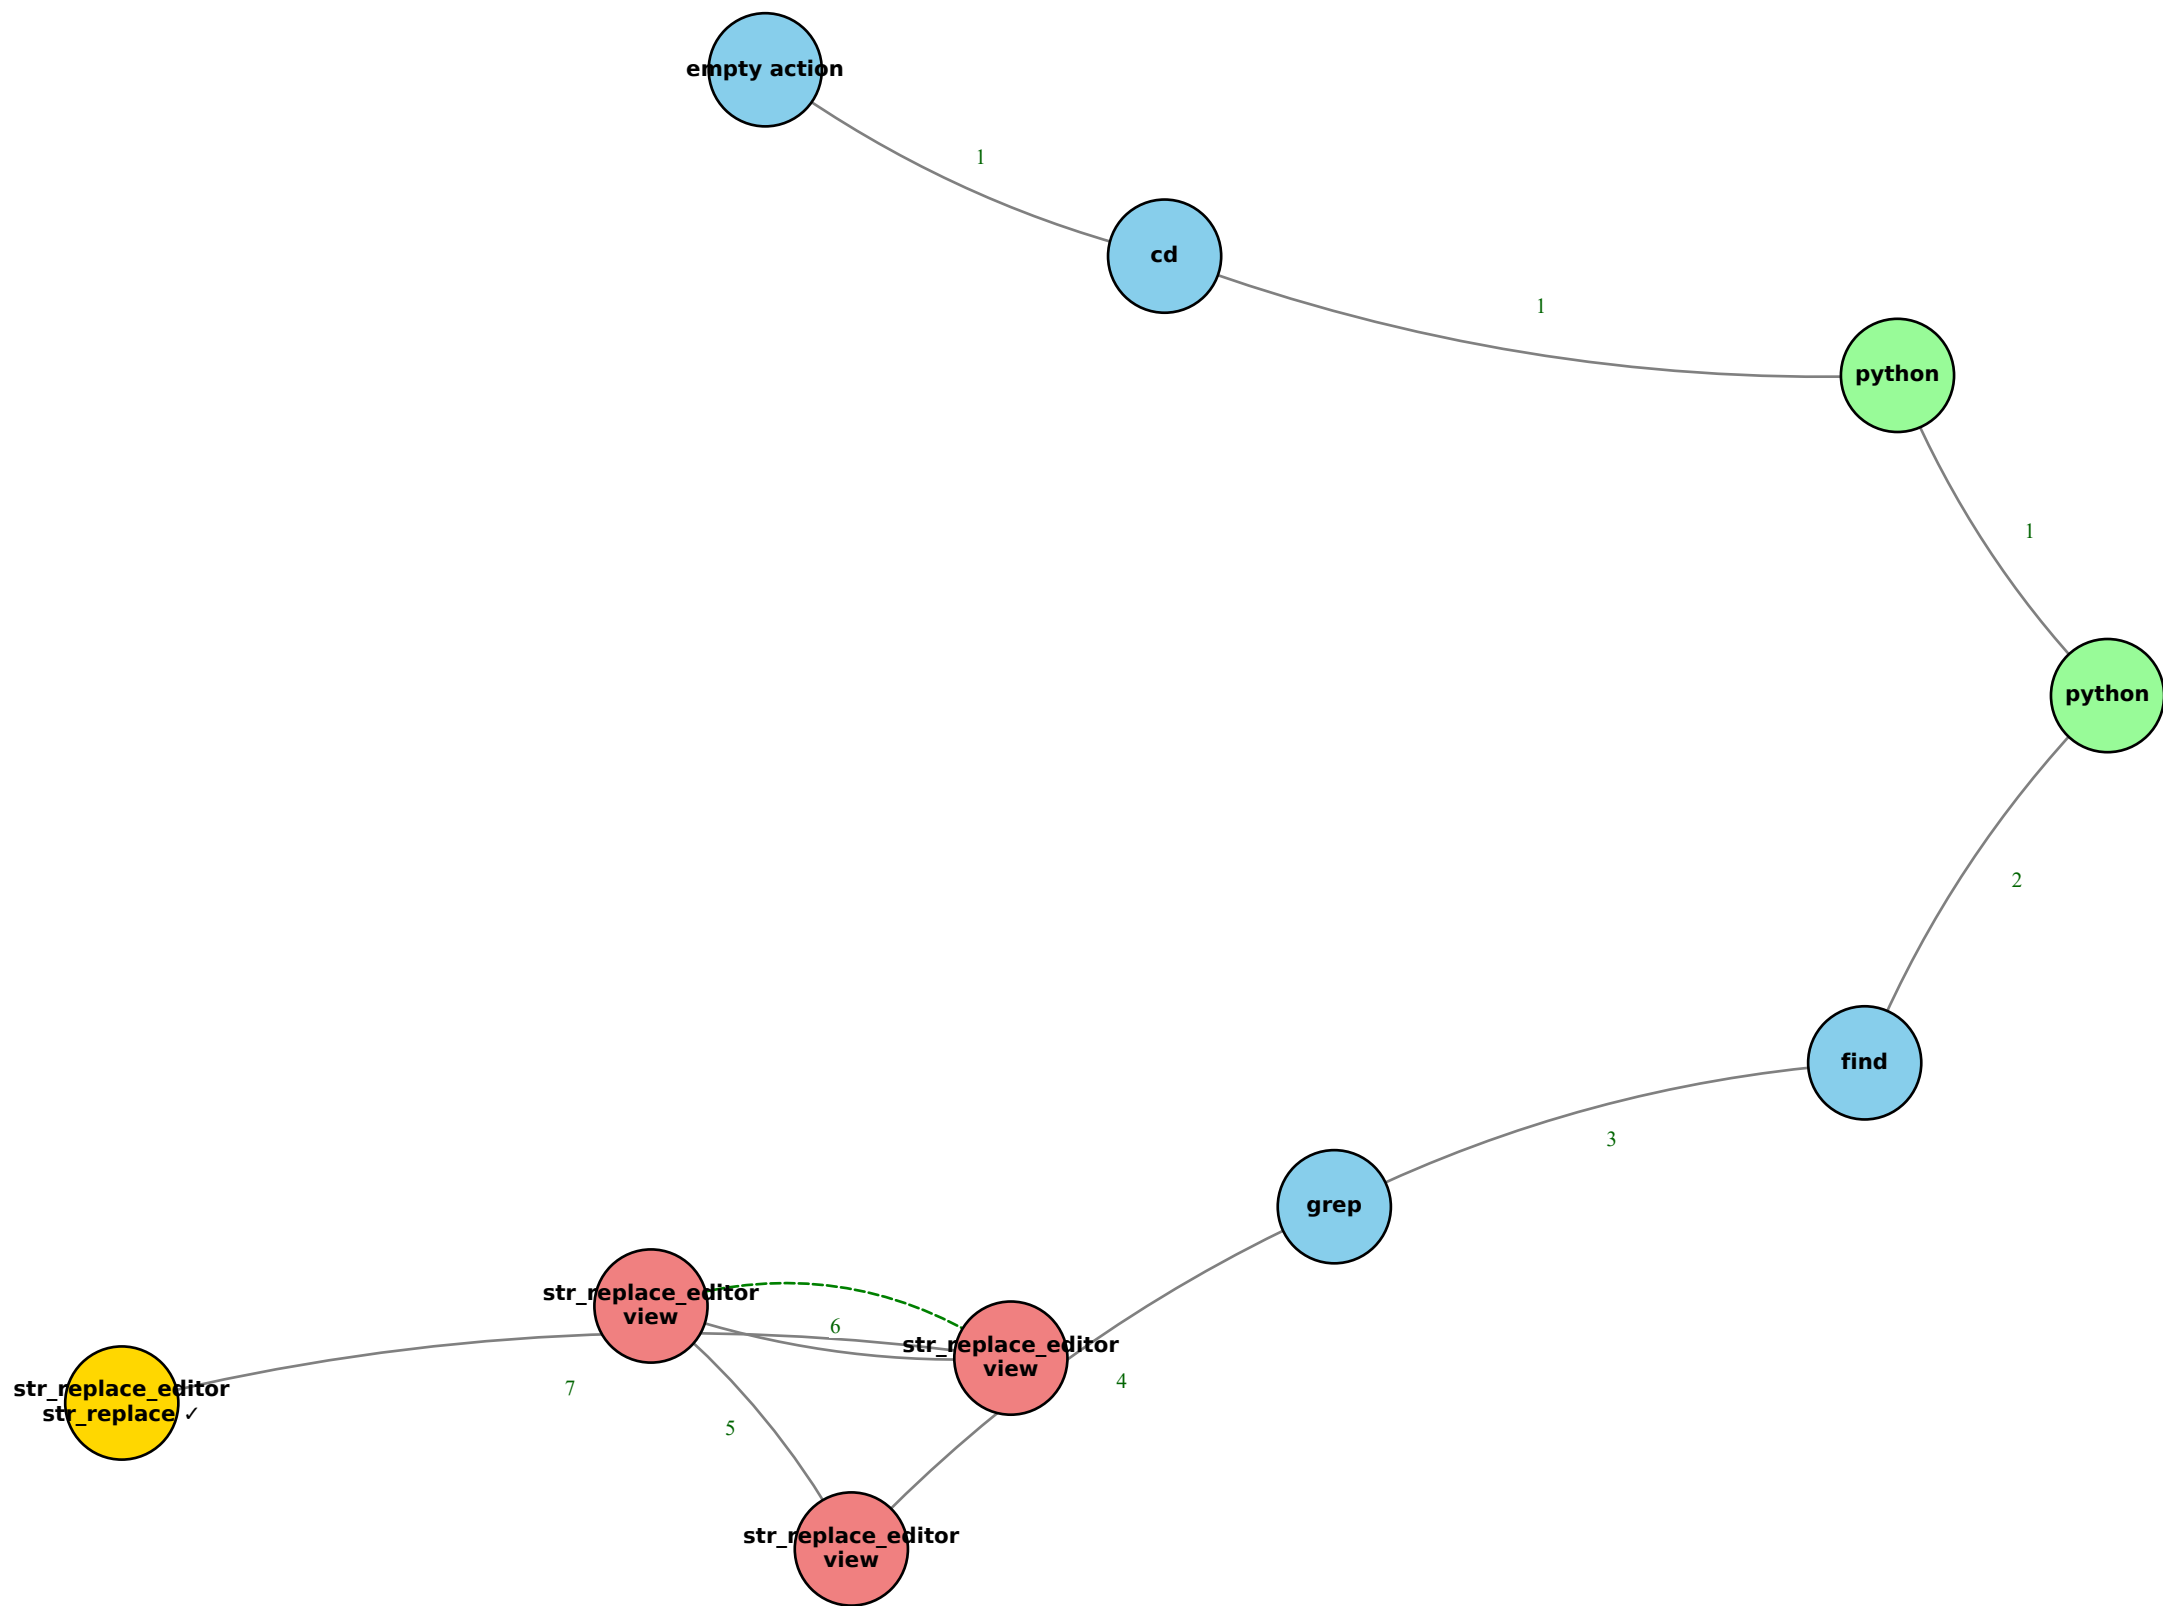 empty action
1
cd
1
python
1
python
2
find
3
grep
4
str_replace_editor
view
5
str_replace_editor
view
6
str_replace_editor
view
7
str_replace_editor
str_replace ✓